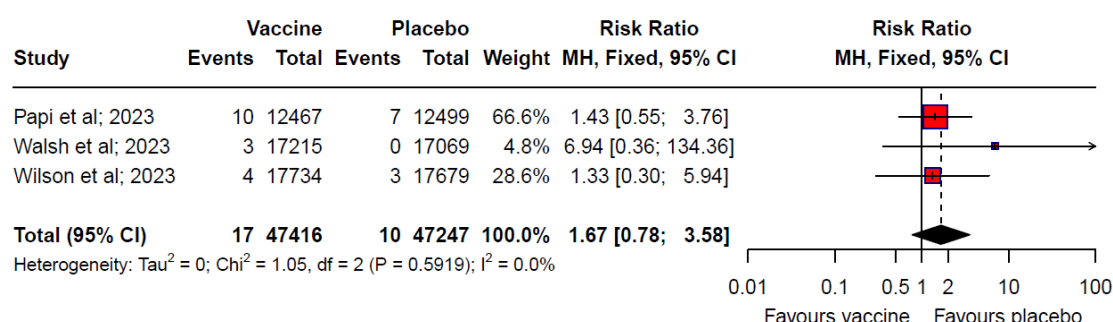 Vaccine Placebo Risk Ratio Risk Ratio
Study Events Total Events Total Weight MH, Fixed, 95% CI MH, Fixed, 95% CI
Papi et al; 2023 10 12467 7 12499 66.6% 1.43 [0.55; 3.76]
Walsh et al; 2023 3 17215 0 17069 4.8% 6.94 [0.36; 134.36]
Wilson et al; 2023 4 17734 3 17679 28.6% 1.33 [0.30; 5.94]
Total (95% CI) 17 47416 10 47247 100.0% 1.67 [0.78; 3.58]
Heterogeneity: Tau² = 0; Chi² = 1.05, df = 2 (P = 0.5919); I² = 0.0%
0.01 0.1 0.5 1 2 10 100
Favours vaccine Favours placebo